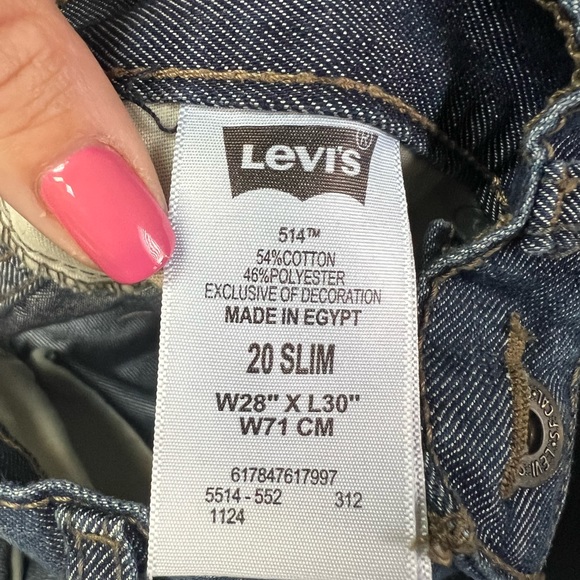 LEVI'S
514™
54%COTTON
46%POLYESTER
EXCLUSIVE OF DECORATION
MADE IN EGYPT
20 SLIM
W28" X L30"
W71 CM
617847617997
5514 - 552 312
1124